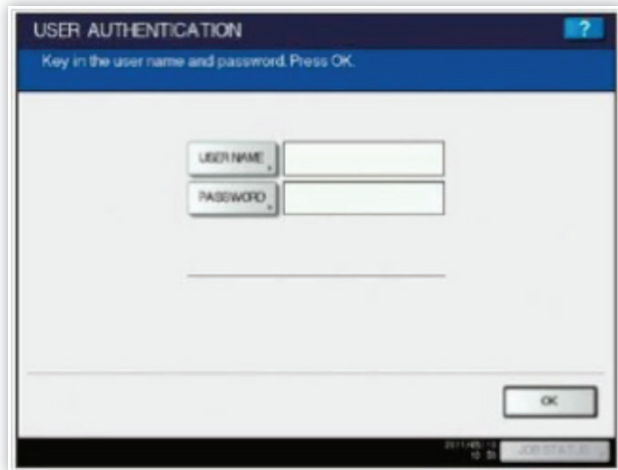 USER AUTHENTICATION ?
Key in the user name and password. Press OK.
USER NAME
PASSWORD
OK
JOB STATUS